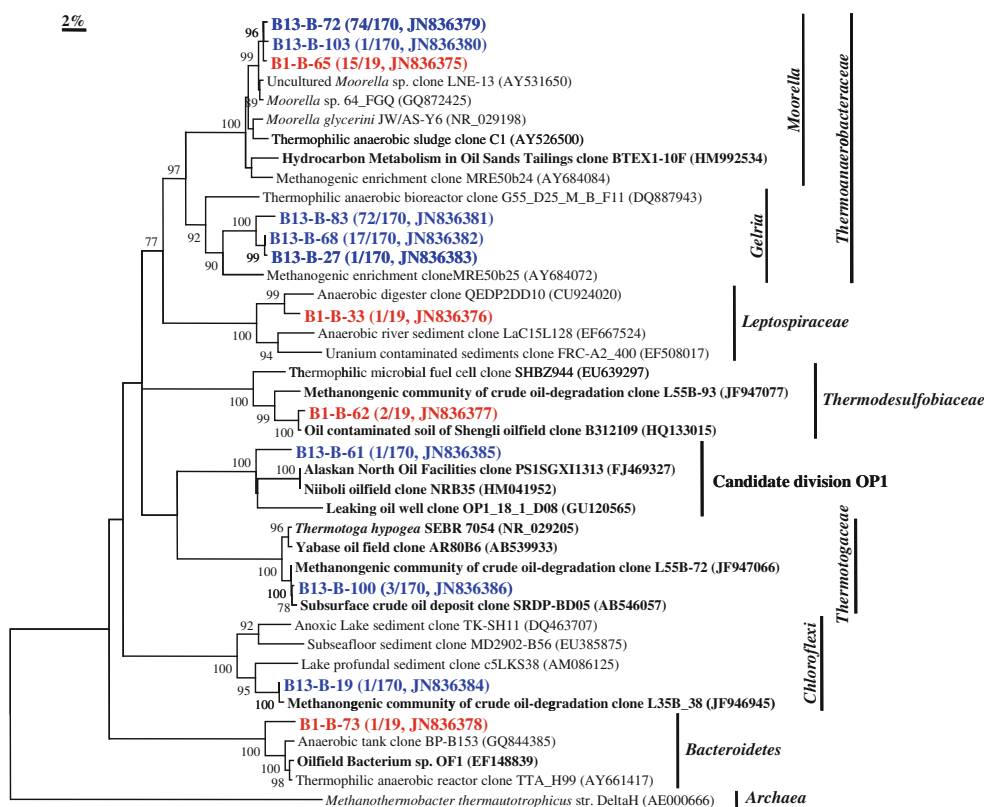 2%
B13-B-72 (74/170, JN836379)
96
B13-B-103 (1/170, JN836380)
99
B1-B-65 (15/19, JN836375)
Uncultured Moorella sp. clone LNE-13 (AY531650)
Moorella sp. 64_FGQ (GQ872425)
89
Moorella glycerini JW/AS-Y6 (NR_029198)
100
Thermophilic anaerobic sludge clone C1 (AY526500)
Hydrocarbon Metabolism in Oil Sands Tailings clone BTEX1-10F (HM992534)
97
Methanogenic enrichment clone MRE50b24 (AY684084)
Moorella
Thermophilic anaerobic bioreactor clone G55_D25_M_B_F11 (DQ887943)
B13-B-83 (72/170, JN836381)
100
92
B13-B-68 (17/170, JN836382)
77
B13-B-27 (1/170, JN836383)
99
90
Methanogenic enrichment cloneMRE50b25 (AY684072)
Gelria
Thermoanaerobacteraceae
Anaerobic digester clone QEDP2DD10 (CU924020)
99
B1-B-33 (1/19, JN836376)
100
Anaerobic river sediment clone LaC15L128 (EF667524)
94
Uranium contaminated sediments clone FRC-A2_400 (EF508017)
Leptospiraceae
Thermophilic microbial fuel cell clone SHBZ944 (EU639297)
Methanongenic community of crude oil-degradation clone L55B-93 (JF947077)
100
B1-B-62 (2/19, JN836377)
99
Oil contaminated soil of Shengli oilfield clone B312109 (HQ133015)
100
Thermodesulfobiaceae
B13-B-61 (1/170, JN836385)
100
Alaskan North Oil Facilities clone PS1SGXI1313 (FJ469327)
100
Niiboli oilfield clone NRB35 (HM041952)
Leaking oil well clone OP1_18_1_D08 (GU120565)
Candidate division OP1
Thermotoga hypogea SEBR 7054 (NR_029205)
96
Yabase oil field clone AR80B6 (AB539933)
Methanongenic community of crude oil-degradation clone L55B-72 (JF947066)
100
B13-B-100 (3/170, JN836386)
100
Subsurface crude oil deposit clone SRDP-BD05 (AB546057)
78
Thermotogaceae
Anoxic Lake sediment clone TK-SH11 (DQ463707)
92
Subseafloor sediment clone MD2902-B56 (EU385875)
100
Lake profundal sediment clone c5LKS38 (AM086125)
B13-B-19 (1/170, JN836384)
95
Methanongenic community of crude oil-degradation clone L35B_38 (JF946945)
100
Chloroflexi
B1-B-73 (1/19, JN836378)
Anaerobic tank clone BP-B153 (GQ844385)
100
Oilfield Bacterium sp. OF1 (EF148839)
100
Thermophilic anaerobic reactor clone TTA_H99 (AY661417)
98
Bacteroidetes
Methanothermobacter thermautotrophicus str. DeltaH (AE000666)
Archaea